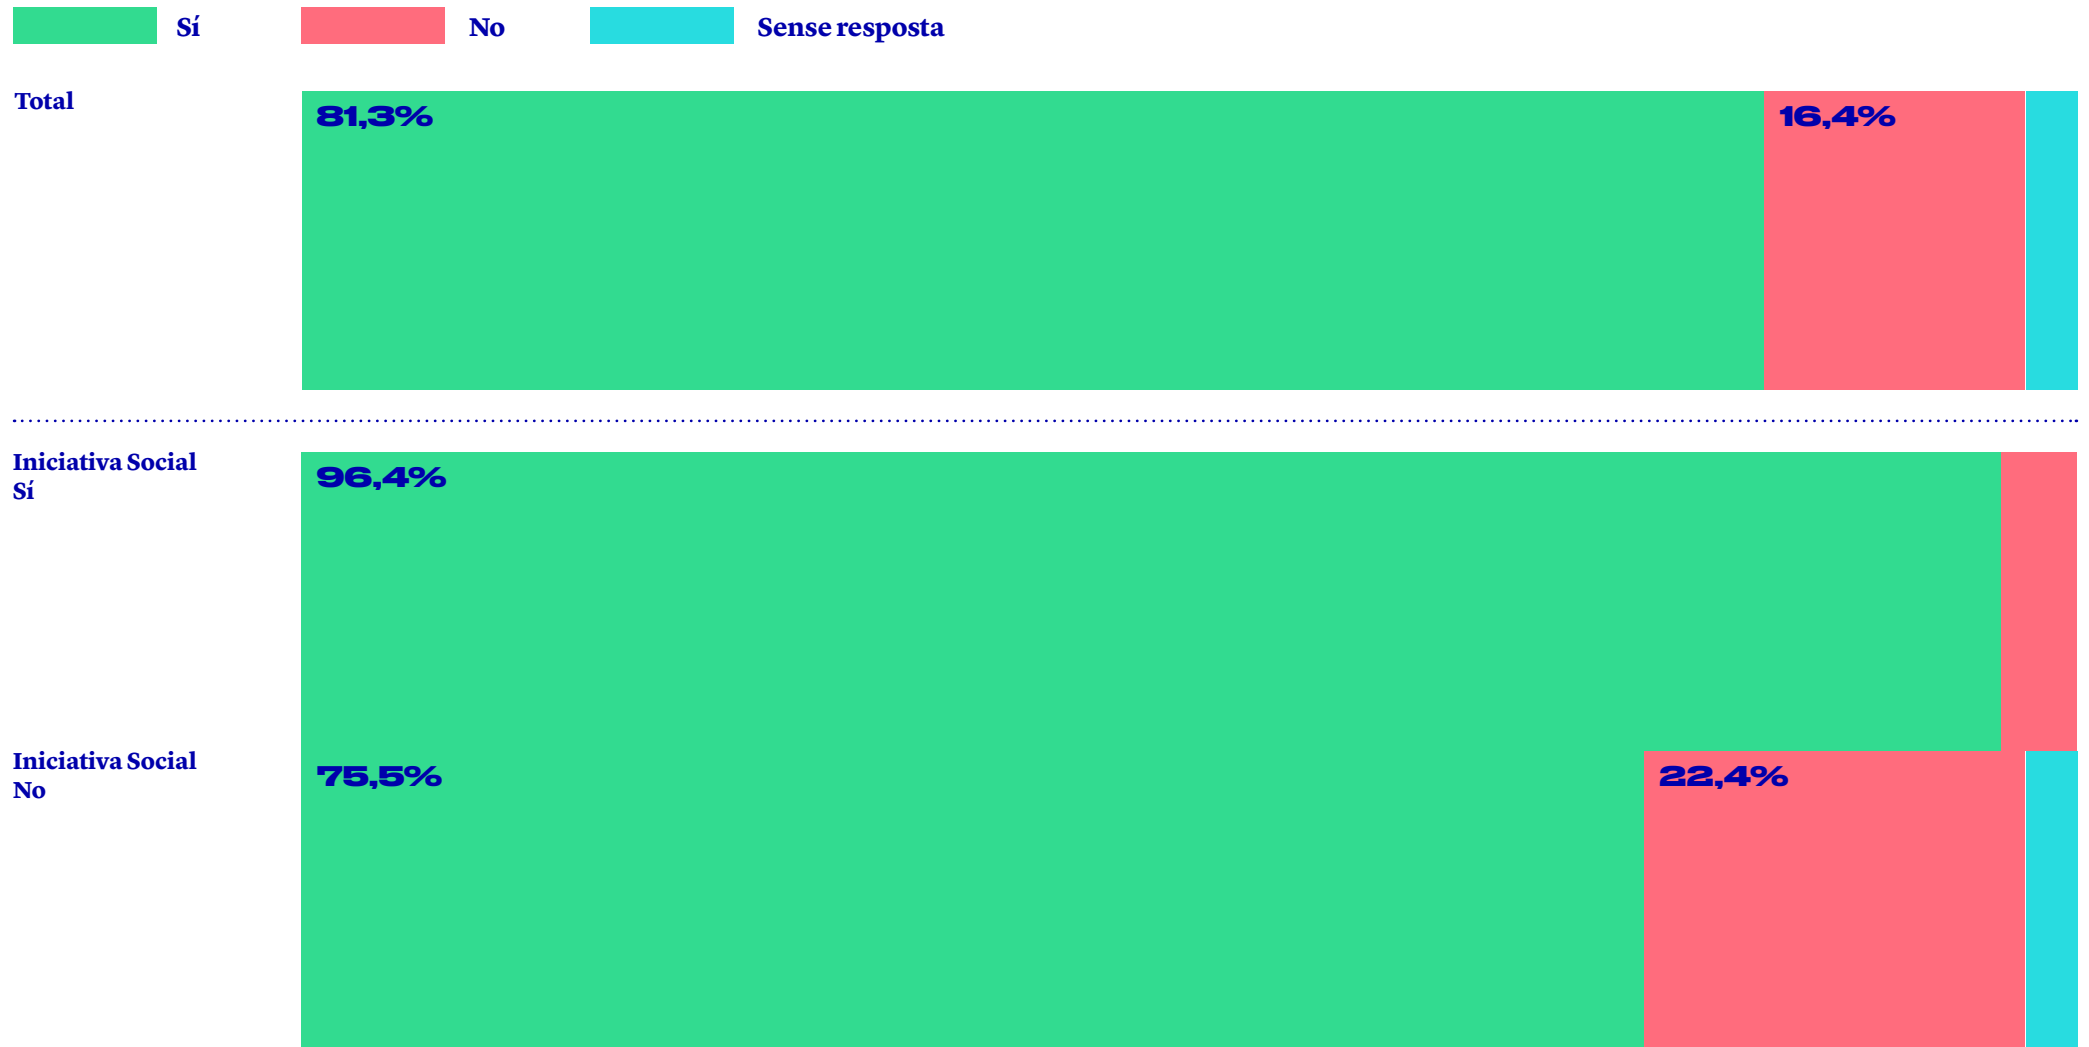 Sí No Sense resposta
Total
81,3% 16,4%
Iniciativa Social
Sí
96,4%
Iniciativa Social
No
75,5% 22,4%